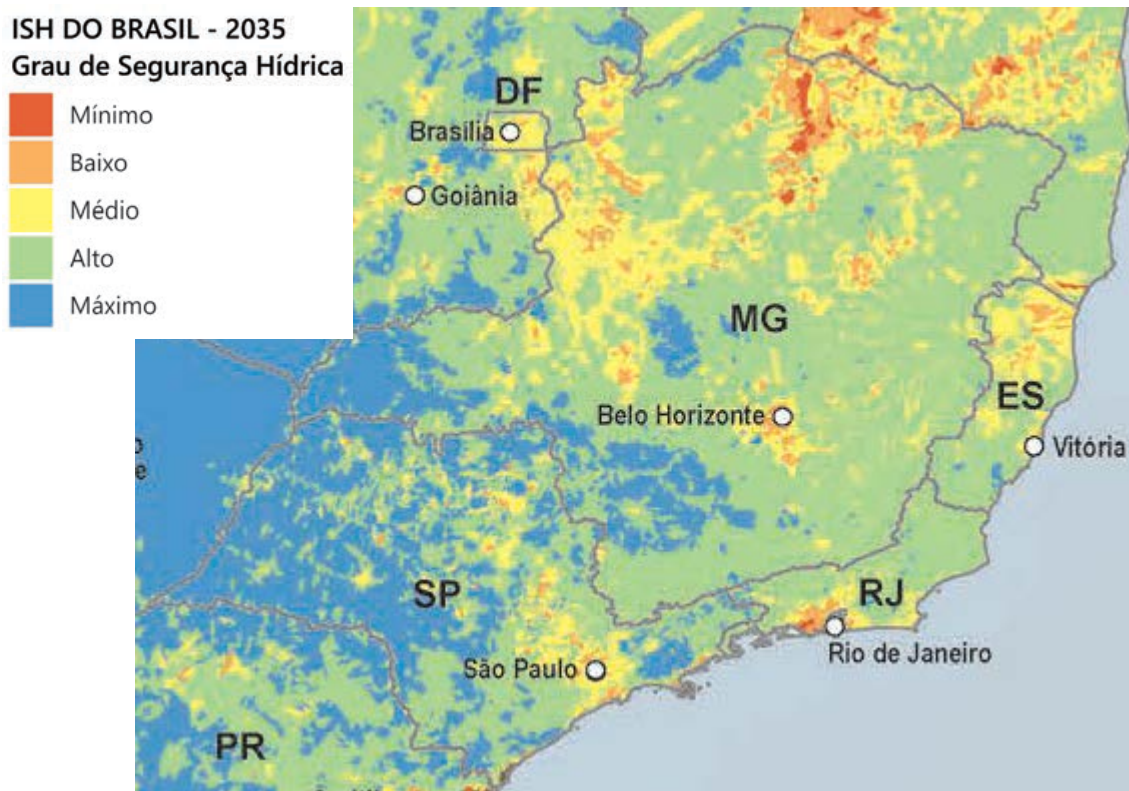 ISH DO BRASIL - 2035
Grau de Segurança Hídrica
Mínimo
Baixo
Médio
Alto
Máximo
DF
Brasília
Goiânia
MG
Belo Horizonte
ES
Vitória
SP
RJ
São Paulo
Rio de Janeiro
PR